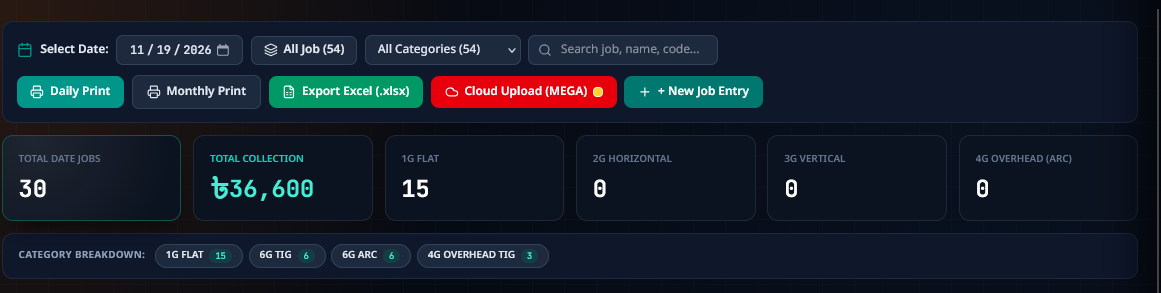 Select Date: 11 / 19 / 2026 All Job (54) All Categories (54) Search job, name, code...
Daily Print Monthly Print Export Excel (.xlsx) Cloud Upload (MEGA) + + New Job Entry
TOTAL DATE JOBS TOTAL COLLECTION 1G FLAT 2G HORIZONTAL 3G VERTICAL 4G OVERHEAD (ARC)
30 ৳36,600 15 0 0 0
CATEGORY BREAKDOWN: 1G FLAT 15 6G TIG 6 6G ARC 6 4G OVERHEAD TIG 3